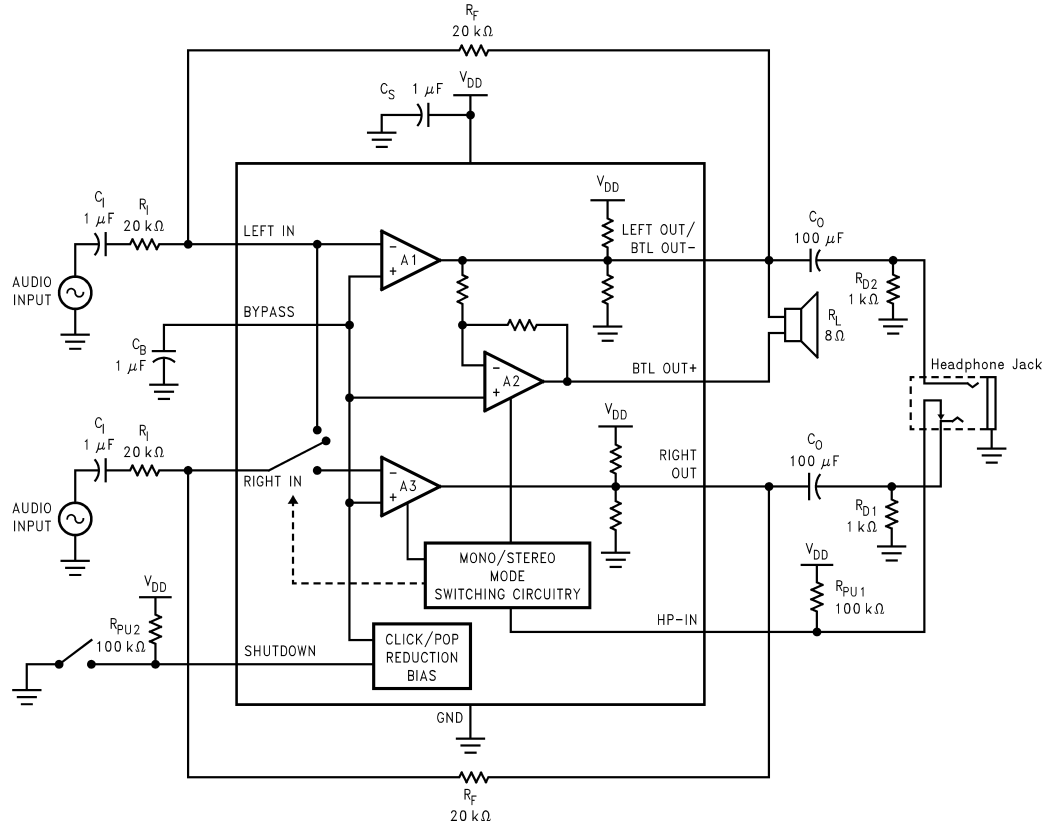 R_F
20 kΩ
C_S 1 μF
V_DD
C_I
1 μF
R_I
20 kΩ
LEFT IN
AUDIO
INPUT
−
+
A1
V_DD
LEFT OUT/
BTL OUT−
C_O
100 μF
R_D2
1 kΩ
BYPASS
C_B
1 μF
R_L
8Ω
−
+
A2
BTL OUT+
Headphone Jack
C_I
1 μF
R_I
20 kΩ
RIGHT IN
AUDIO
INPUT
−
+
A3
V_DD
RIGHT
OUT
C_O
100 μF
R_D1
1 kΩ
MONO/STEREO
MODE
SWITCHING CIRCUITRY
V_DD
R_PU1
100 kΩ
HP−IN
V_DD
R_PU2
100 kΩ
SHUTDOWN
CLICK/POP
REDUCTION
BIAS
GND
R_F
20 kΩ